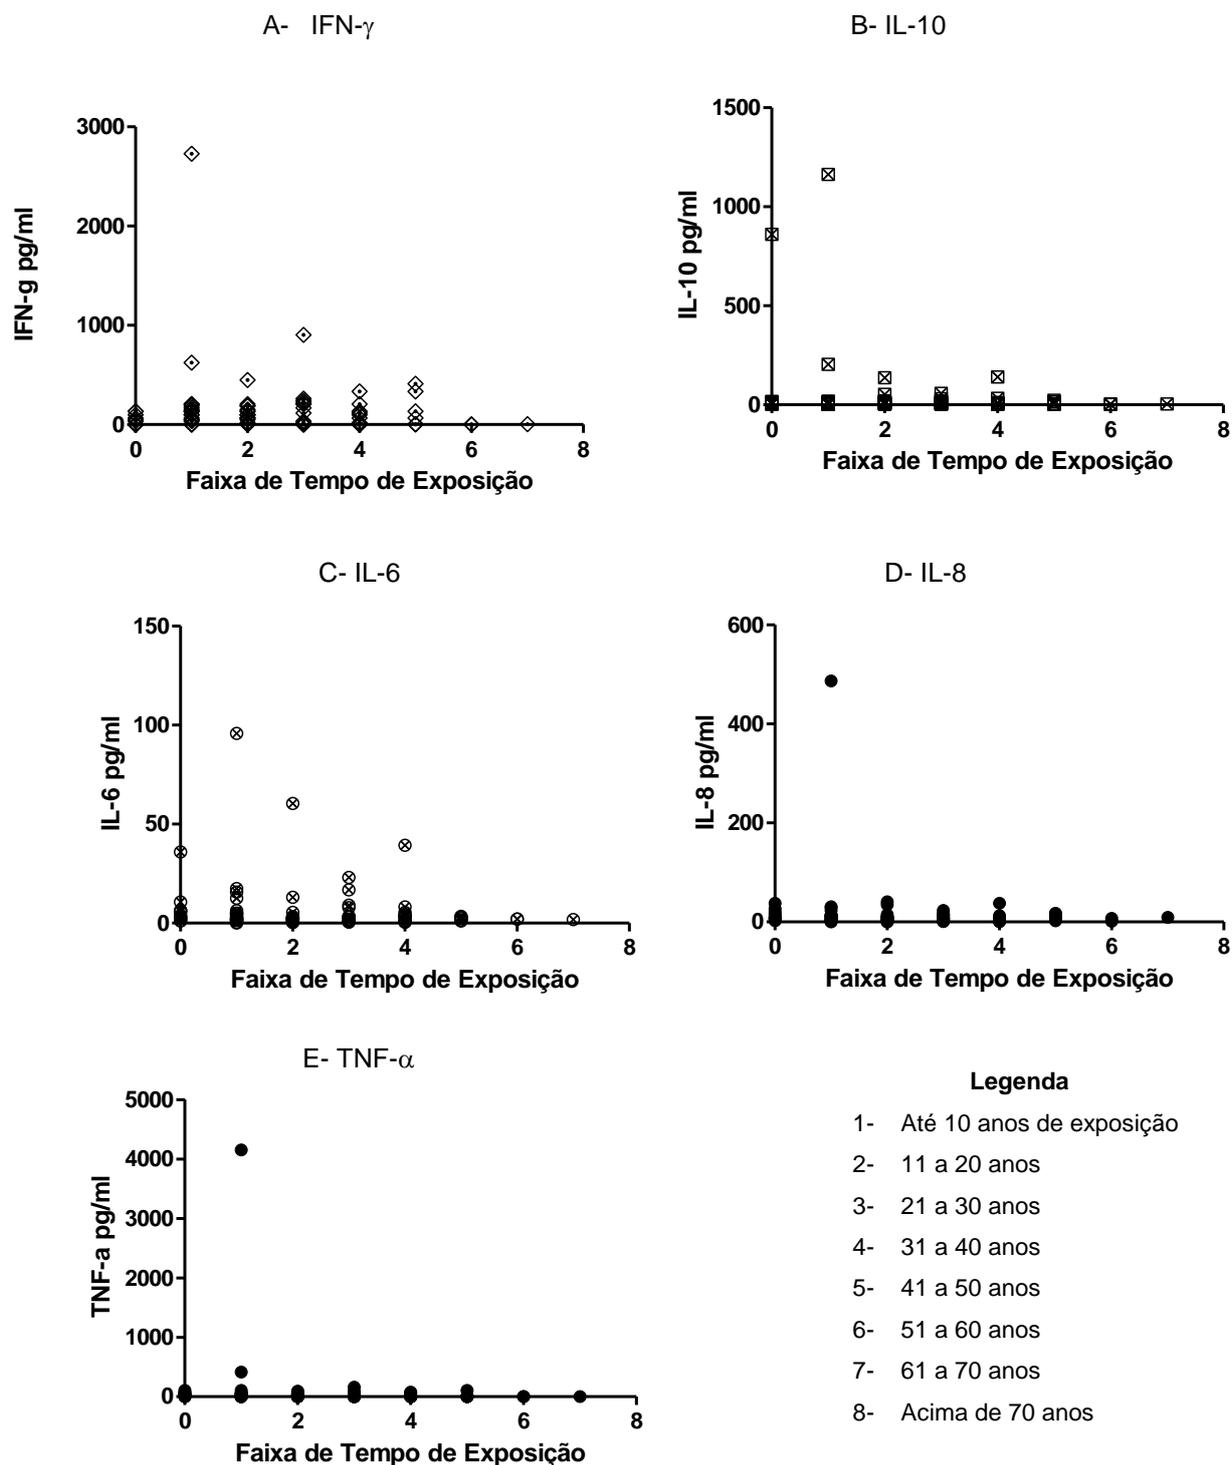 A- IFN-γ
3000
2000
1000
0
IFN-g pg/ml
0 2 4 6 8
Faixa de Tempo de Exposição
B- IL-10
1500
1000
500
0
IL-10 pg/ml
0 2 4 6 8
Faixa de Tempo de Exposição
C- IL-6
150
100
50
0
IL-6 pg/ml
0 2 4 6 8
Faixa de Tempo de Exposição
D- IL-8
600
400
200
0
IL-8 pg/ml
0 2 4 6 8
Faixa de Tempo de Exposição
E- TNF-α
5000
4000
3000
2000
1000
0
TNF-a pg/ml
0 2 4 6 8
Faixa de Tempo de Exposição
Legenda
1- Até 10 anos de exposição
2- 11 a 20 anos
3- 21 a 30 anos
4- 31 a 40 anos
5- 41 a 50 anos
6- 51 a 60 anos
7- 61 a 70 anos
8- Acima de 70 anos